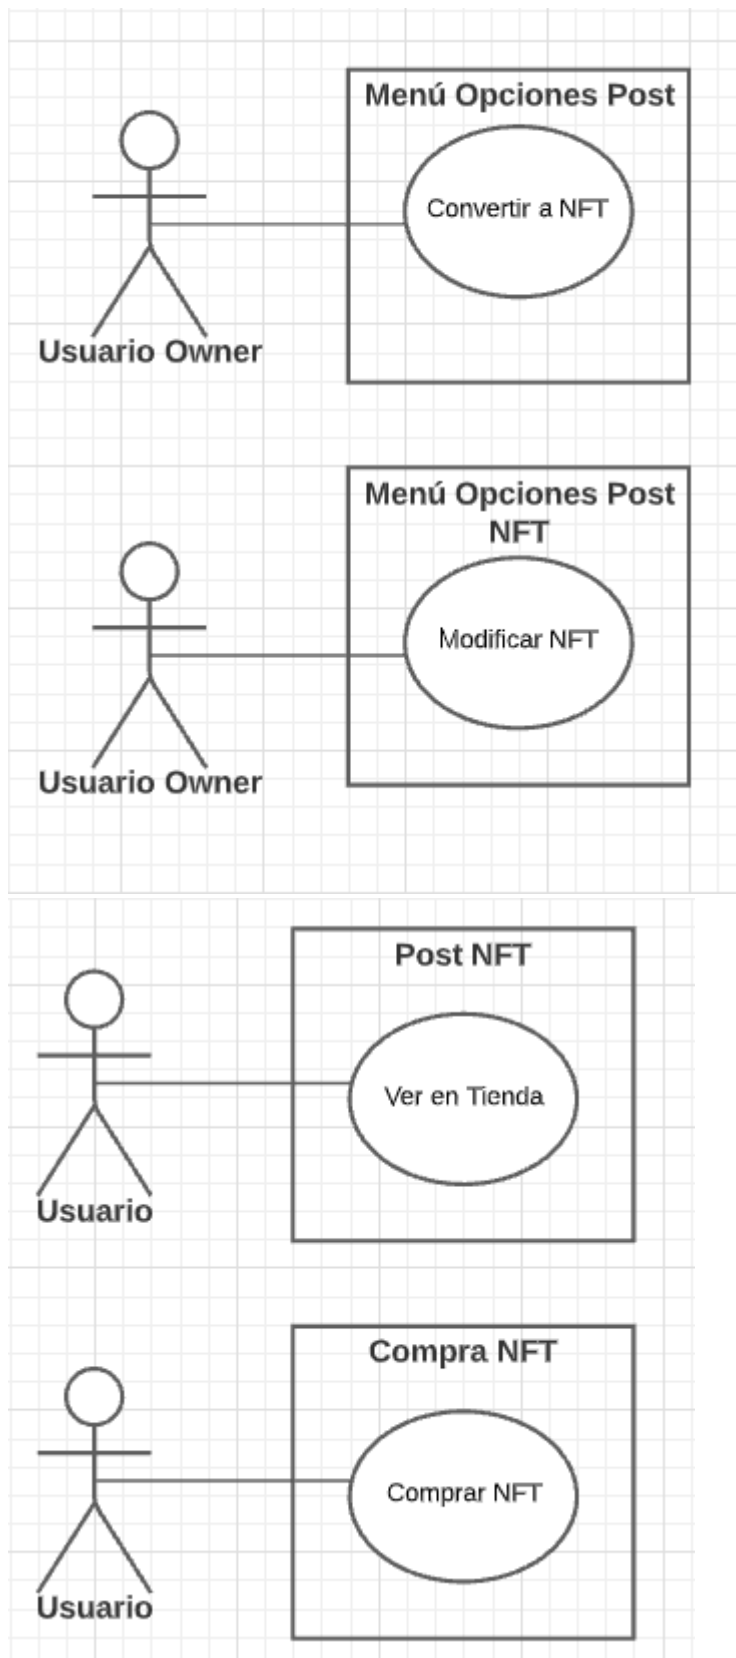 Menú Opciones Post
Convertir a NFT
Usuario Owner
Menú Opciones Post
NFT
Modificar NFT
Usuario Owner
Post NFT
Ver en Tienda
Usuario
Compra NFT
Comprar NFT
Usuario